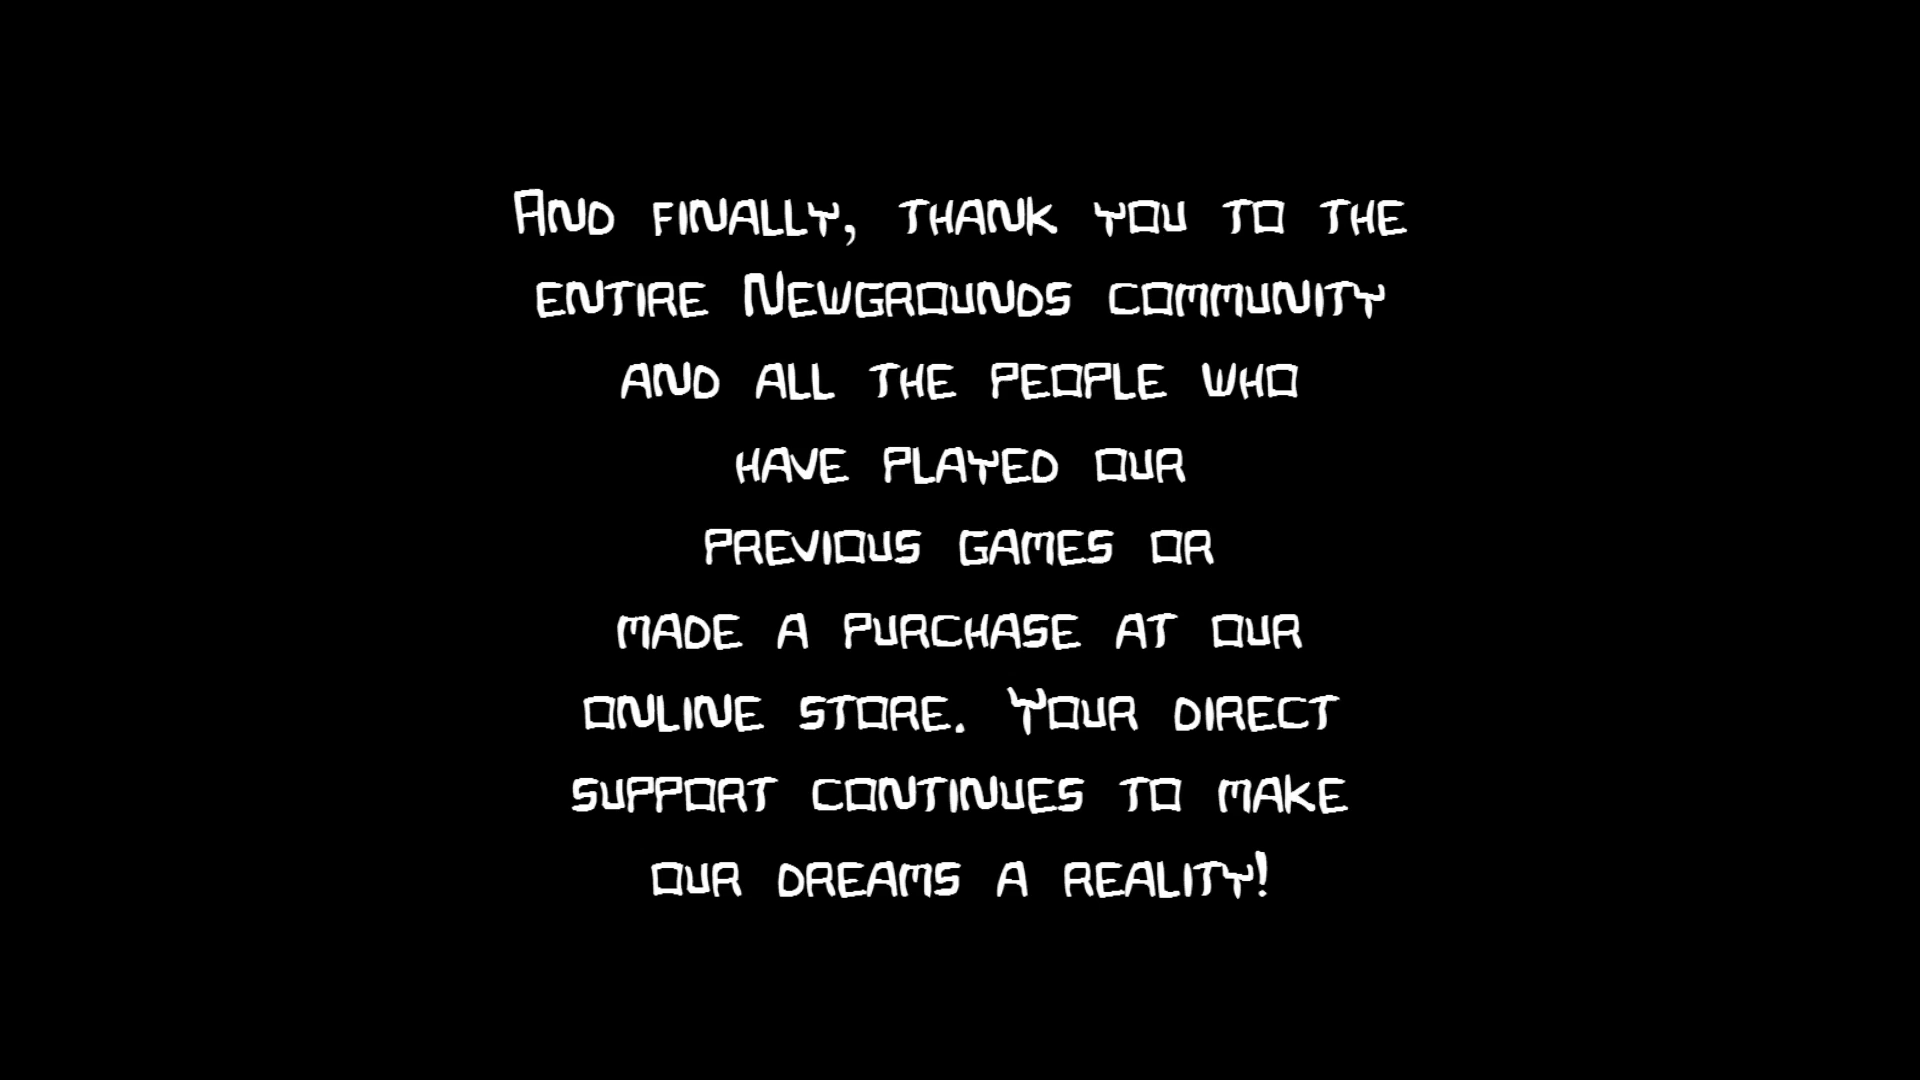 And finally, thank you to the
entire Newgrounds community
and all the people who
have played our
previous games or
made a purchase at our
online store. Your direct
support continues to make
our dreams a reality!